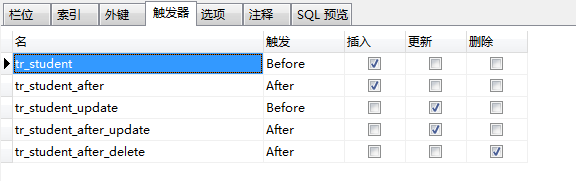 栏位 索引 外键 触发器 选项 注释 SQL 预览
名 触发 插入 更新 删除
tr_student Before
tr_student_after After
tr_student_update Before
tr_student_after_update After
tr_student_after_delete After